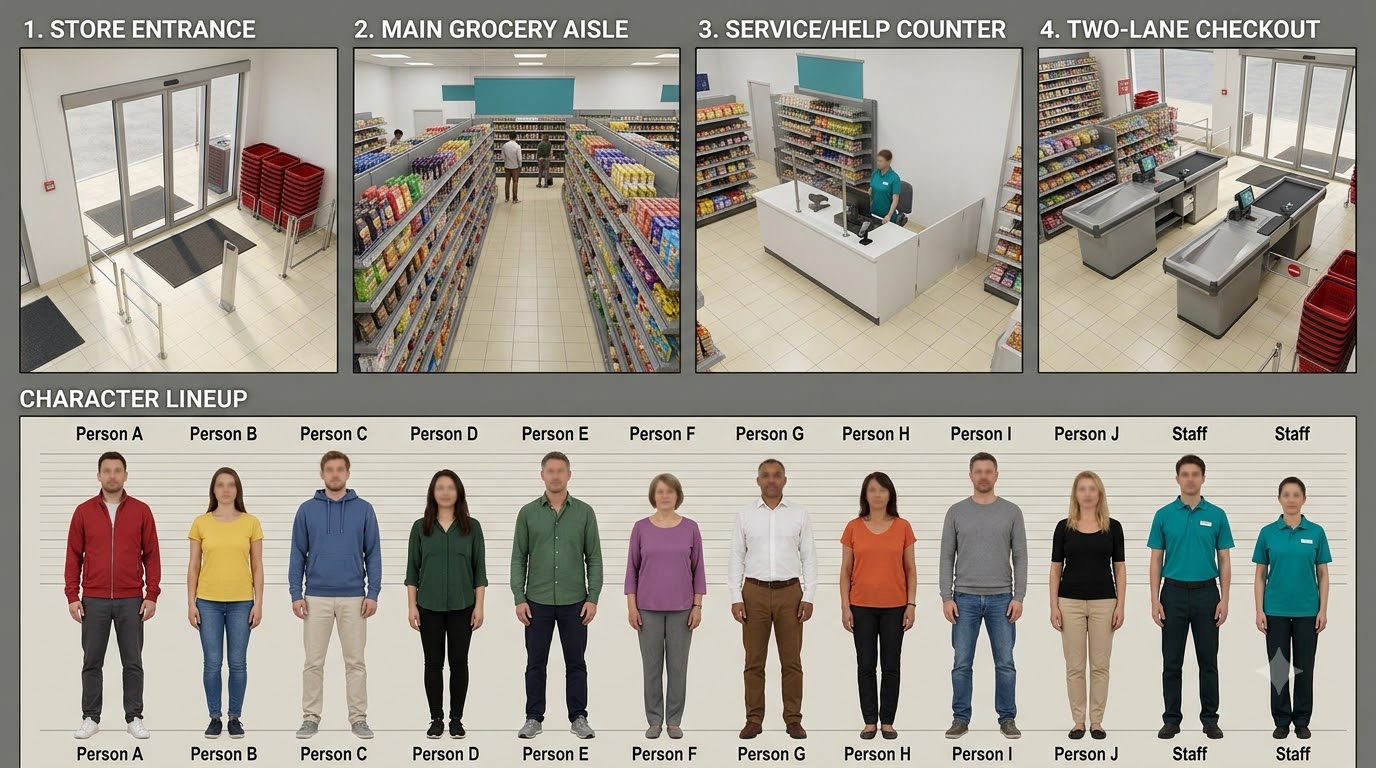 1. STORE ENTRANCE
2. MAIN GROCERY AISLE
3. SERVICE/HELP COUNTER
4. TWO-LANE CHECKOUT
CHARACTER LINEUP
Person A Person B Person C Person D Person E Person F Person G Person H Person I Person J Staff Staff
Person A Person B Person C Person D Person E Person F Person G Person H Person I Person J Staff Staff